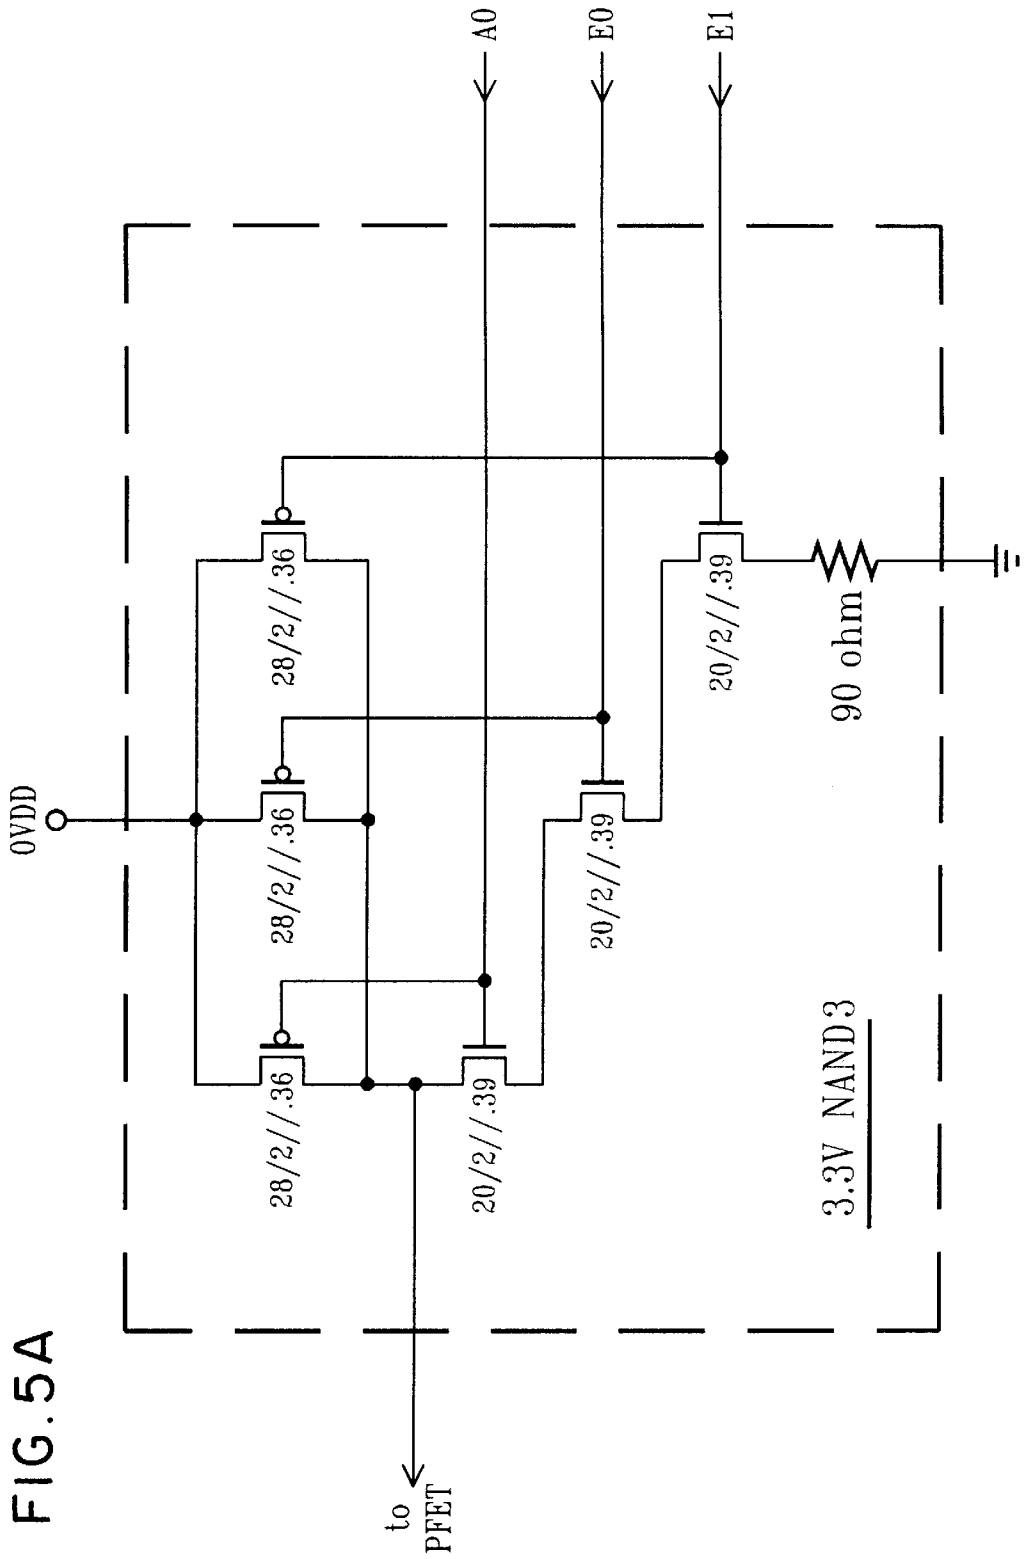 FIG. 5A
OVDD
28/2//.36
28/2//.36
28/2//.36
A0
E0
E1
to
PFET
20/2//.39
20/2//.39
20/2//.39
90 ohm
3.3V NAND3